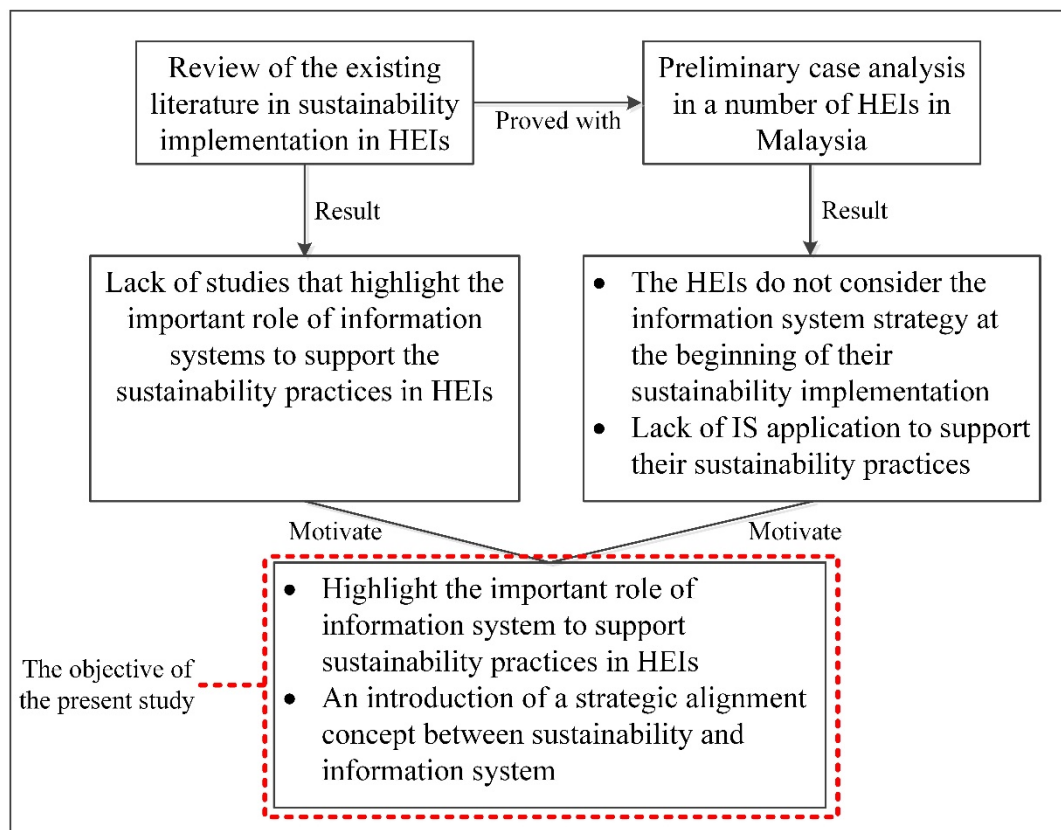 Review of the existing
literature in sustainability
implementation in HEIs
Proved with
Preliminary case analysis
in a number of HEIs in
Malaysia
Result
Result
Lack of studies that highlight the
important role of information
systems to support the
sustainability practices in HEIs
• The HEIs do not consider the
information system strategy at
the beginning of their
sustainability implementation
• Lack of IS application to support
their sustainability practices
Motivate
Motivate
The objective of
the present study
• Highlight the important role of
information system to support
sustainability practices in HEIs
• An introduction of a strategic alignment
concept between sustainability and
information system